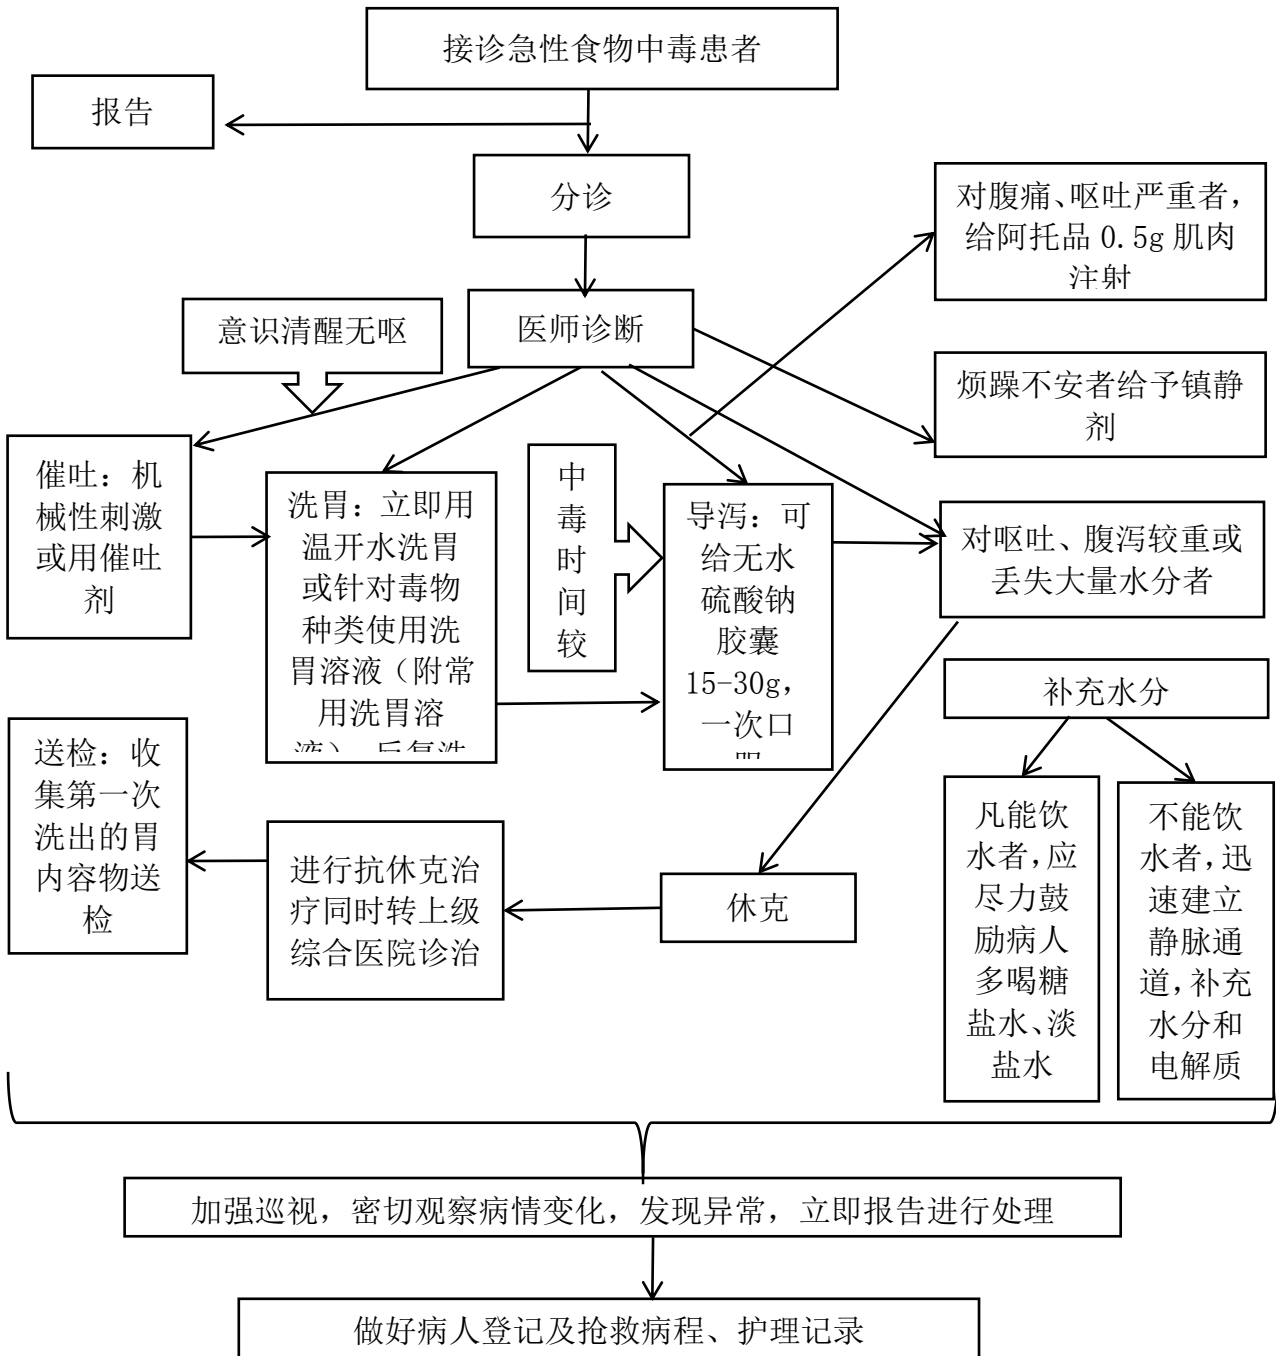 接诊急性食物中毒患者
报告
分诊
对腹痛、呕吐严重者，
给阿托品 0.5g 肌肉
注射
意识清醒无呕
医师诊断
烦躁不安者给予镇静
剂
催吐：机
械性刺激
或用催吐
剂
洗胃：立即用
温开水洗胃
或针对毒物
种类使用洗
胃溶液（附常
用洗胃溶
液），反复洗
中
毒
时
间
较
导泻：可
给无水
硫酸钠
胶囊
15-30g，
一次口
对呕吐、腹泻较重或
丢失大量水分者
补充水分
送检：收
集第一次
洗出的胃
内容物送
检
进行抗休克治
疗同时转上级
综合医院诊治
休克
凡能饮
水者，应
尽力鼓
励病人
多喝糖
盐水、淡
盐水
不能饮
水者，迅
速建立
静脉通
道，补充
水分和
电解质
加强巡视，密切观察病情变化，发现异常，立即报告进行处理
做好病人登记及抢救病程、护理记录